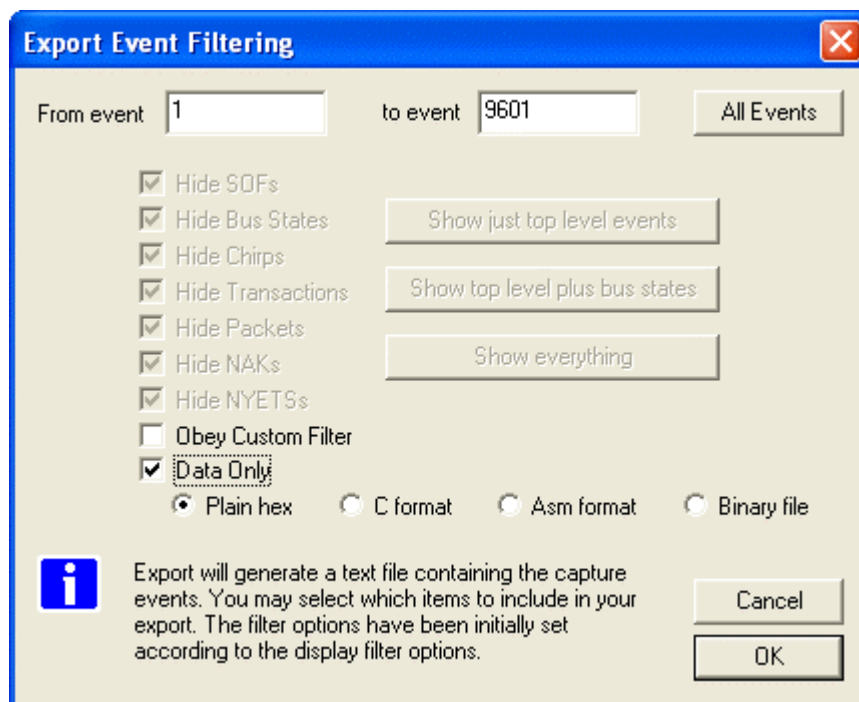 Export Event Filtering
From event 1 to event 9601 All Events
Hide SOFs
Hide Bus States Show just top level events
Hide Chirps
Hide Transactions Show top level plus bus states
Hide Packets
Hide NAKs Show everything
Hide NYETSs
Obey Custom Filter
Data Only
Plain hex C format Asm format Binary file
Export will generate a text file containing the capture
events. You may select which items to include in your
export. The filter options have been initially set
according to the display filter options.
Cancel
OK